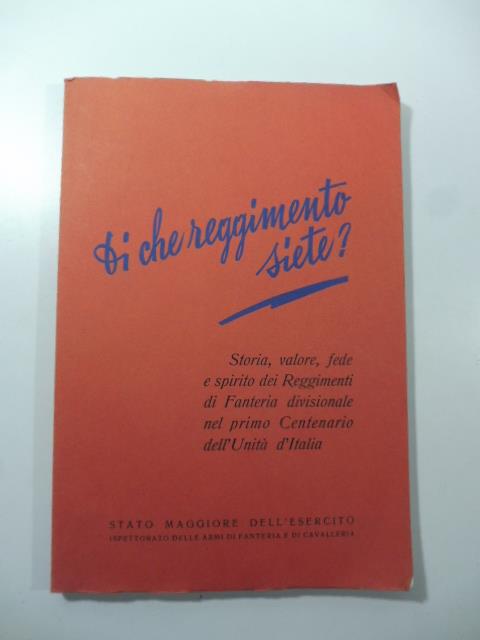 Di che reggimento
siete?
Storia, valore, fede
e spirito dei Reggimenti
di Fanteria divisionale
nel primo Centenario
dell'Unità d'Italia
STATO MAGGIORE DELL'ESERCITO
ISPETTORATO DELLE ARMI DI FANTERIA E DI CAVALLERIA